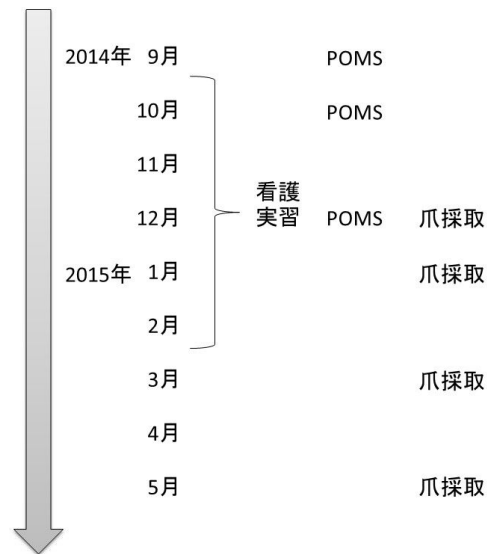 2014年 9月 POMS
10月 POMS
11月
看護
実習
12月 POMS 爪採取
2015年 1月 爪採取
2月
3月 爪採取
4月
5月 爪採取